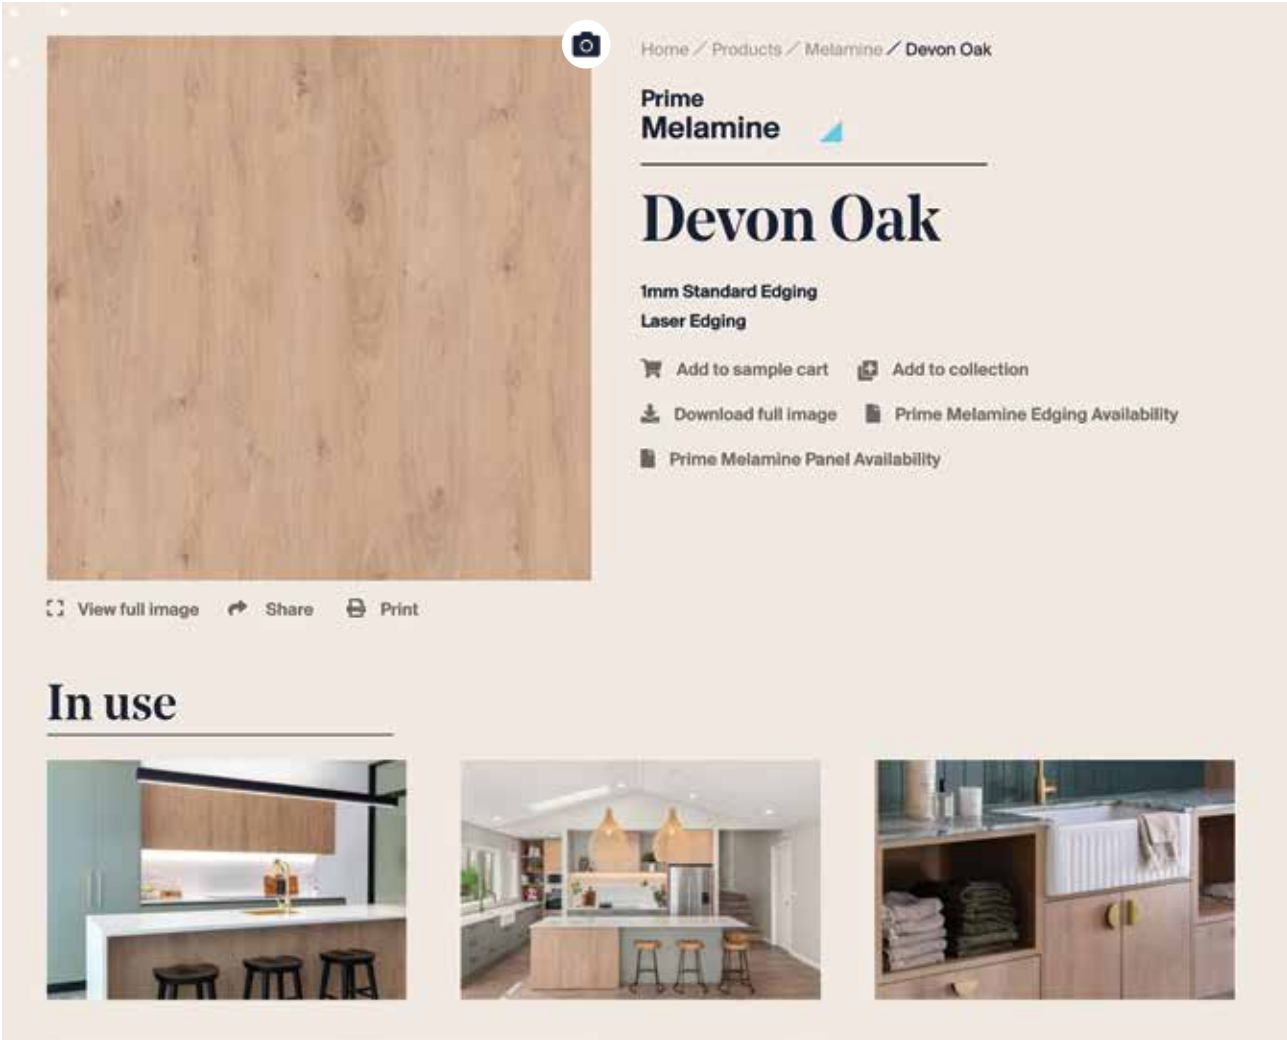 Home / Products / Melamine / Devon Oak
Prime
Melamine
Devon Oak
1mm Standard Edging
Laser Edging
Add to sample cart Add to collection
Download full image Prime Melamine Edging Availability
Prime Melamine Panel Availability
View full image Share Print
In use